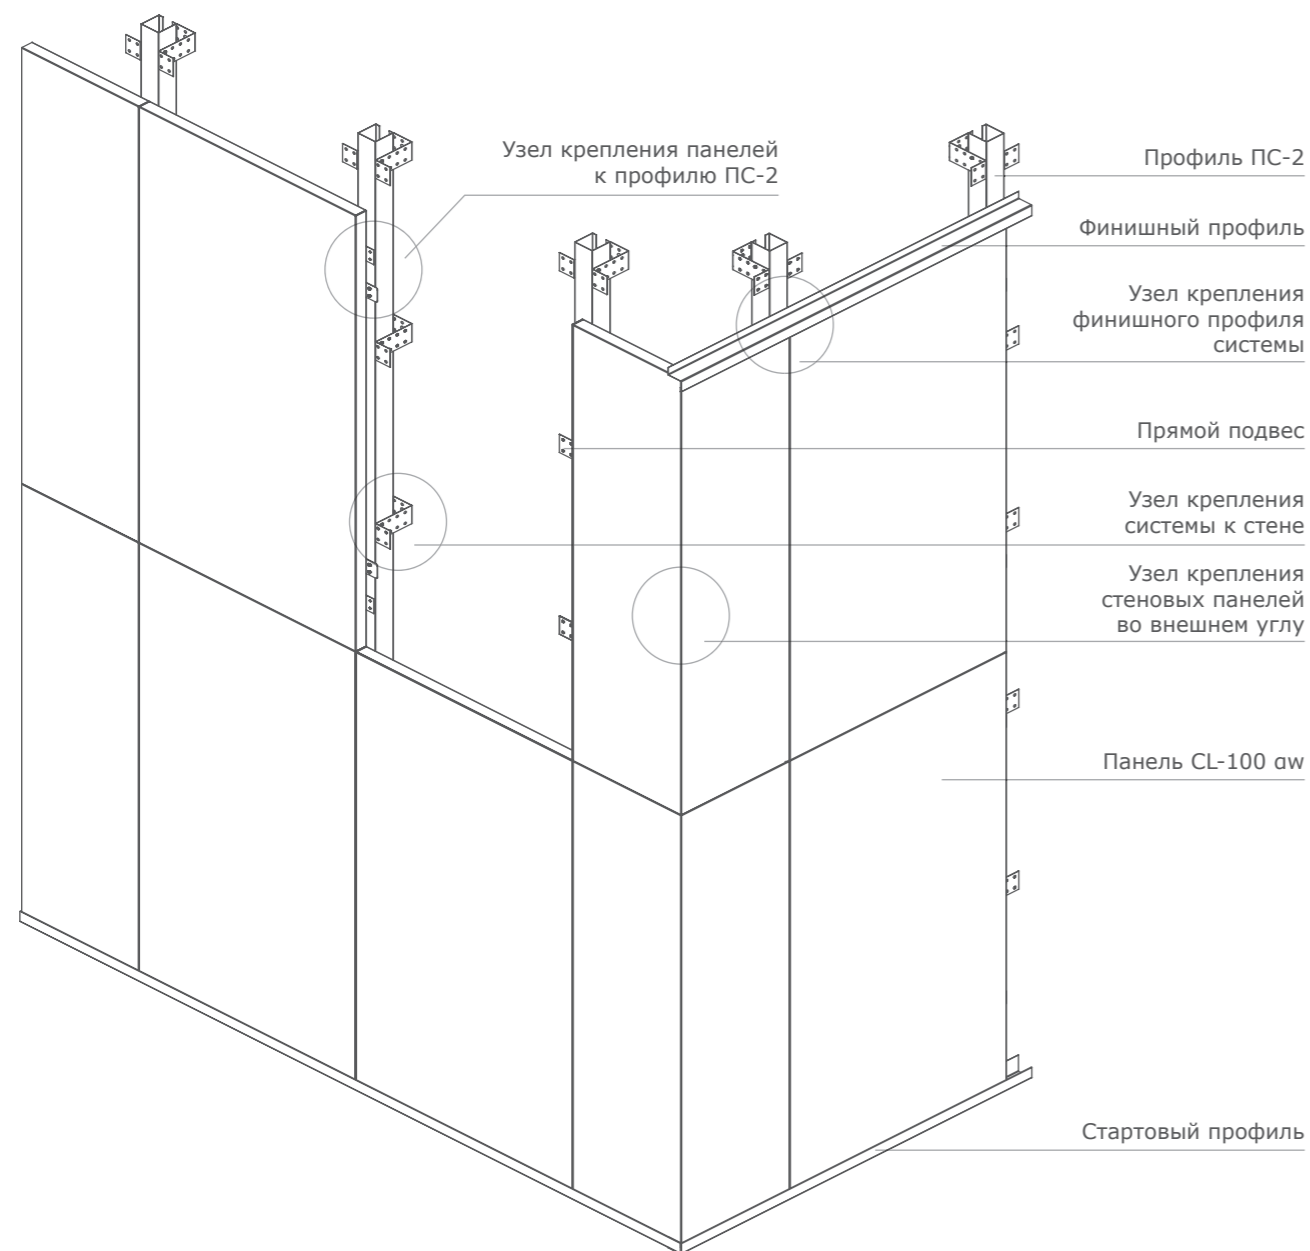 Узел крепления панелей
к профилю ПС-2
Профиль ПС-2
Финишный профиль
Узел крепления
финишного профиля
системы
Прямой подвес
Узел крепления
системы к стене
Узел крепления
стеновых панелей
во внешнем углу
Панель CL-100 αw
Стартовый профиль